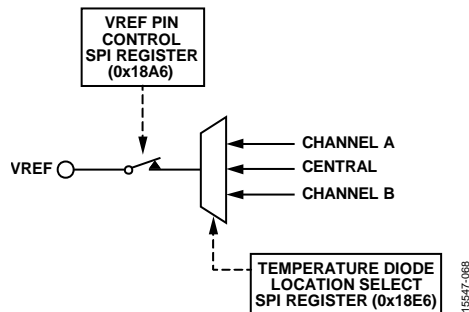 VREF PIN
CONTROL
SPI REGISTER
(0x18A6)
CHANNEL A
VREF
CENTRAL
CHANNEL B
TEMPERATURE DIODE
LOCATION SELECT
SPI REGISTER (0x18E6)
15547-068